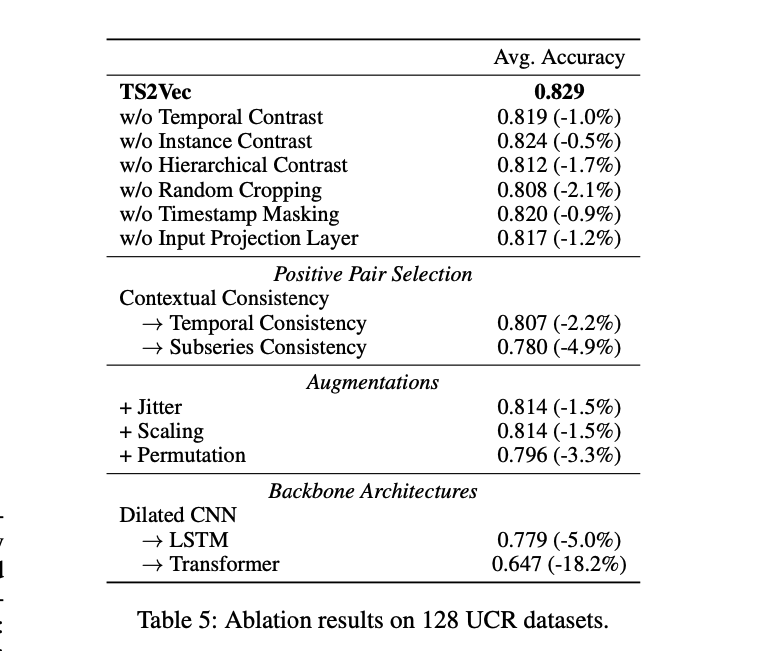 Avg. Accuracy
TS2Vec 0.829
w/o Temporal Contrast 0.819 (-1.0%)
w/o Instance Contrast 0.824 (-0.5%)
w/o Hierarchical Contrast 0.812 (-1.7%)
w/o Random Cropping 0.808 (-2.1%)
w/o Timestamp Masking 0.820 (-0.9%)
w/o Input Projection Layer 0.817 (-1.2%)
Positive Pair Selection
Contextual Consistency
→ Temporal Consistency 0.807 (-2.2%)
→ Subseries Consistency 0.780 (-4.9%)
Augmentations
+ Jitter 0.814 (-1.5%)
+ Scaling 0.814 (-1.5%)
+ Permutation 0.796 (-3.3%)
Backbone Architectures
Dilated CNN
→ LSTM 0.779 (-5.0%)
→ Transformer 0.647 (-18.2%)
Table 5: Ablation results on 128 UCR datasets.